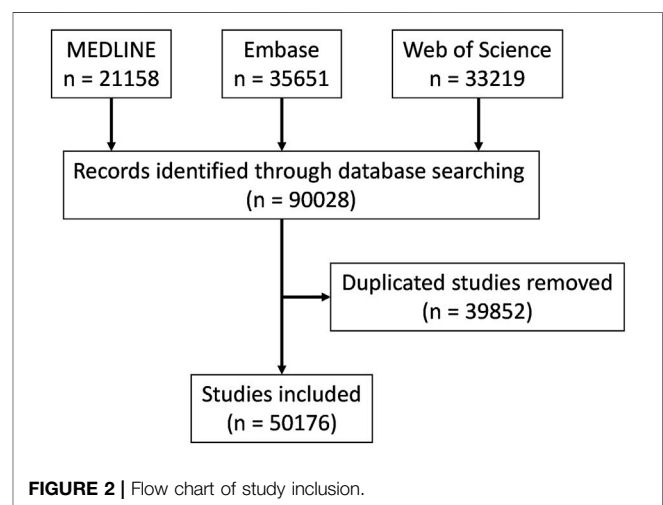 MEDLINE
n = 21158
Embase
n = 35651
Web of Science
n = 33219
Records identified through database searching
(n = 90028)
Duplicated studies removed
(n = 39852)
Studies included
(n = 50176)
FIGURE 2 | Flow chart of study inclusion.